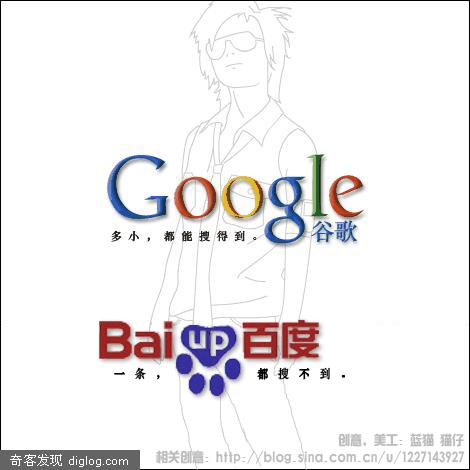 Google
谷歌
多小，都能搜得到。
Bai up 百度
一条， 都搜不到。
创意、美工：蓝猫 猫仔
相关创意：http://blog.sina.com.cn/u/1227143927
奇客发现 diglog.com